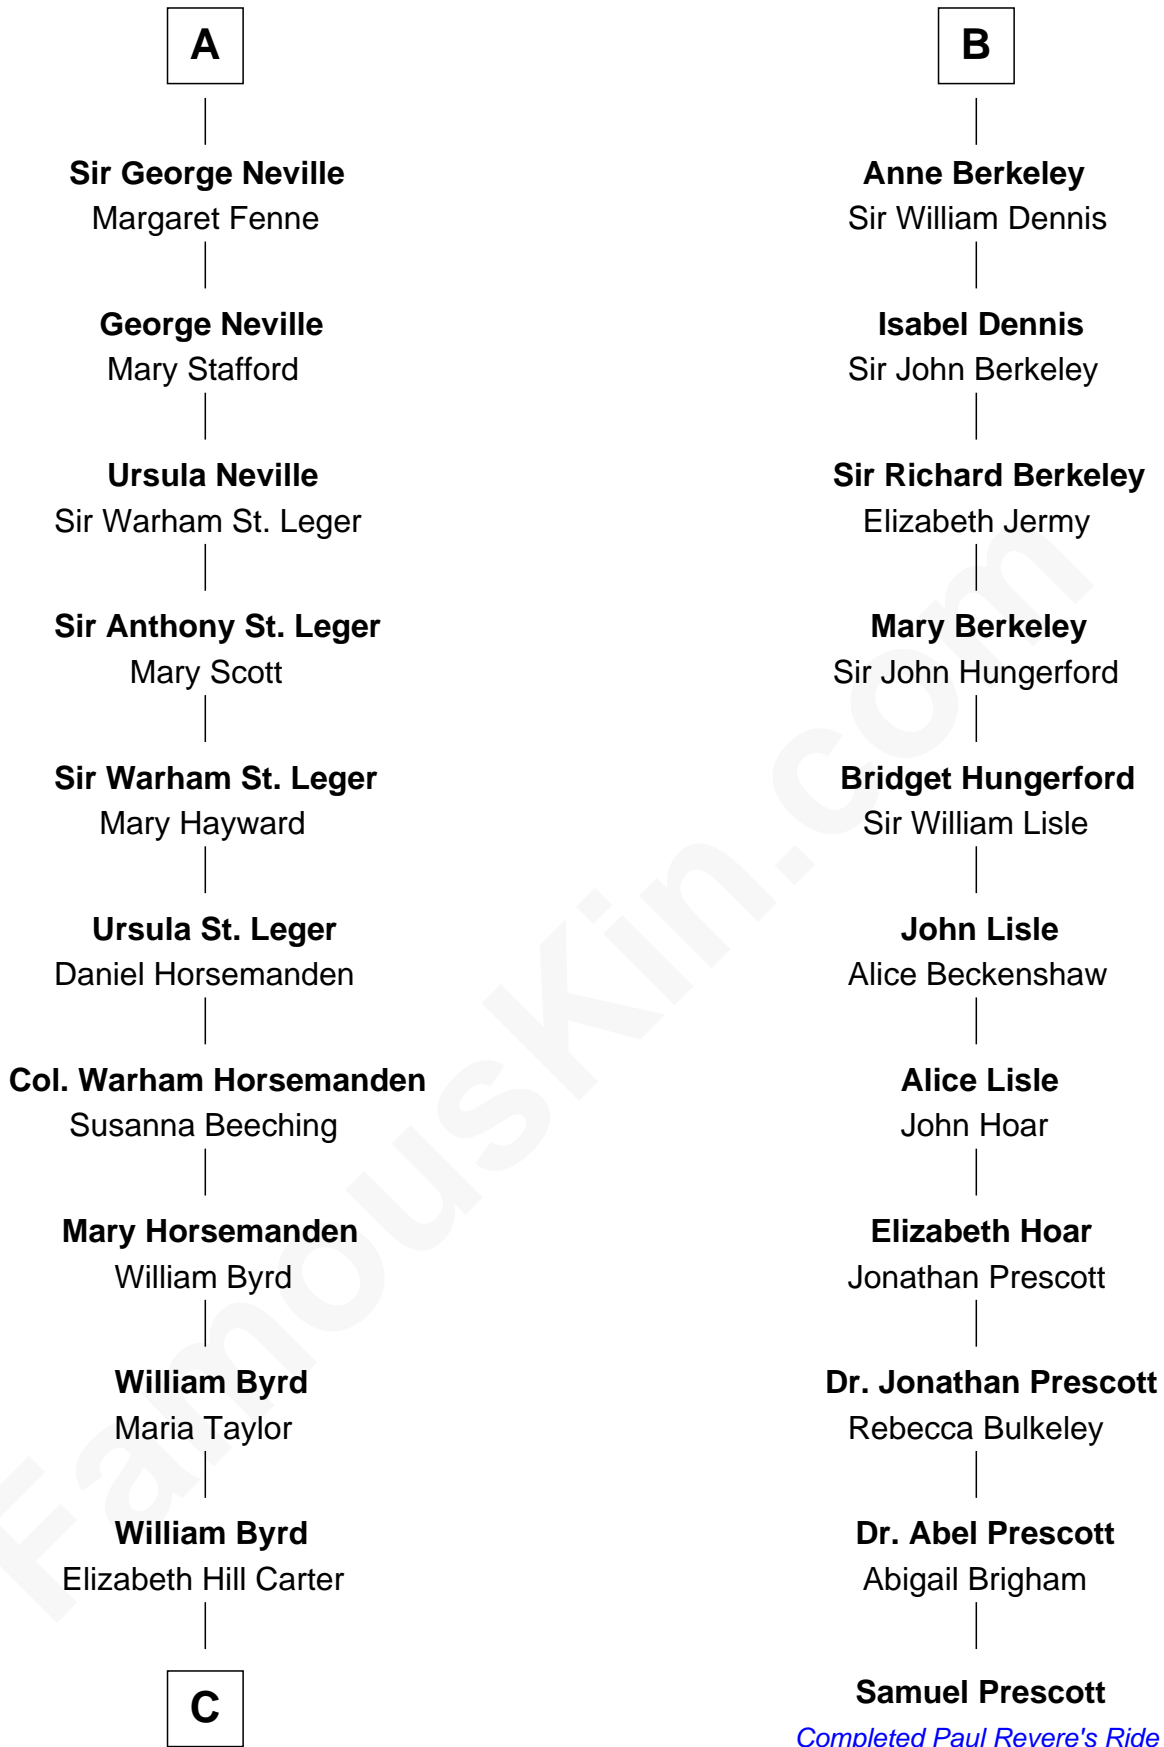 A
Sir George Neville
Margaret Fenne
George Neville
Mary Stafford
Ursula Neville
Sir Warham St. Leger
Sir Anthony St. Leger
Mary Scott
Sir Warham St. Leger
Mary Hayward
Ursula St. Leger
Daniel Horsemanden
Col. Warham Horsemanden
Susanna Beeching
Mary Horsemanden
William Byrd
William Byrd
Maria Taylor
William Byrd
Elizabeth Hill Carter
C
B
Anne Berkeley
Sir William Dennis
Isabel Dennis
Sir John Berkeley
Sir Richard Berkeley
Elizabeth Jermy
Mary Berkeley
Sir John Hungerford
Bridget Hungerford
Sir William Lisle
John Lisle
Alice Beckenshaw
Alice Lisle
John Hoar
Elizabeth Hoar
Jonathan Prescott
Dr. Jonathan Prescott
Rebecca Bulkeley
Dr. Abel Prescott
Abigail Brigham
Samuel Prescott
Completed Paul Revere's Ride
FamousKin.com